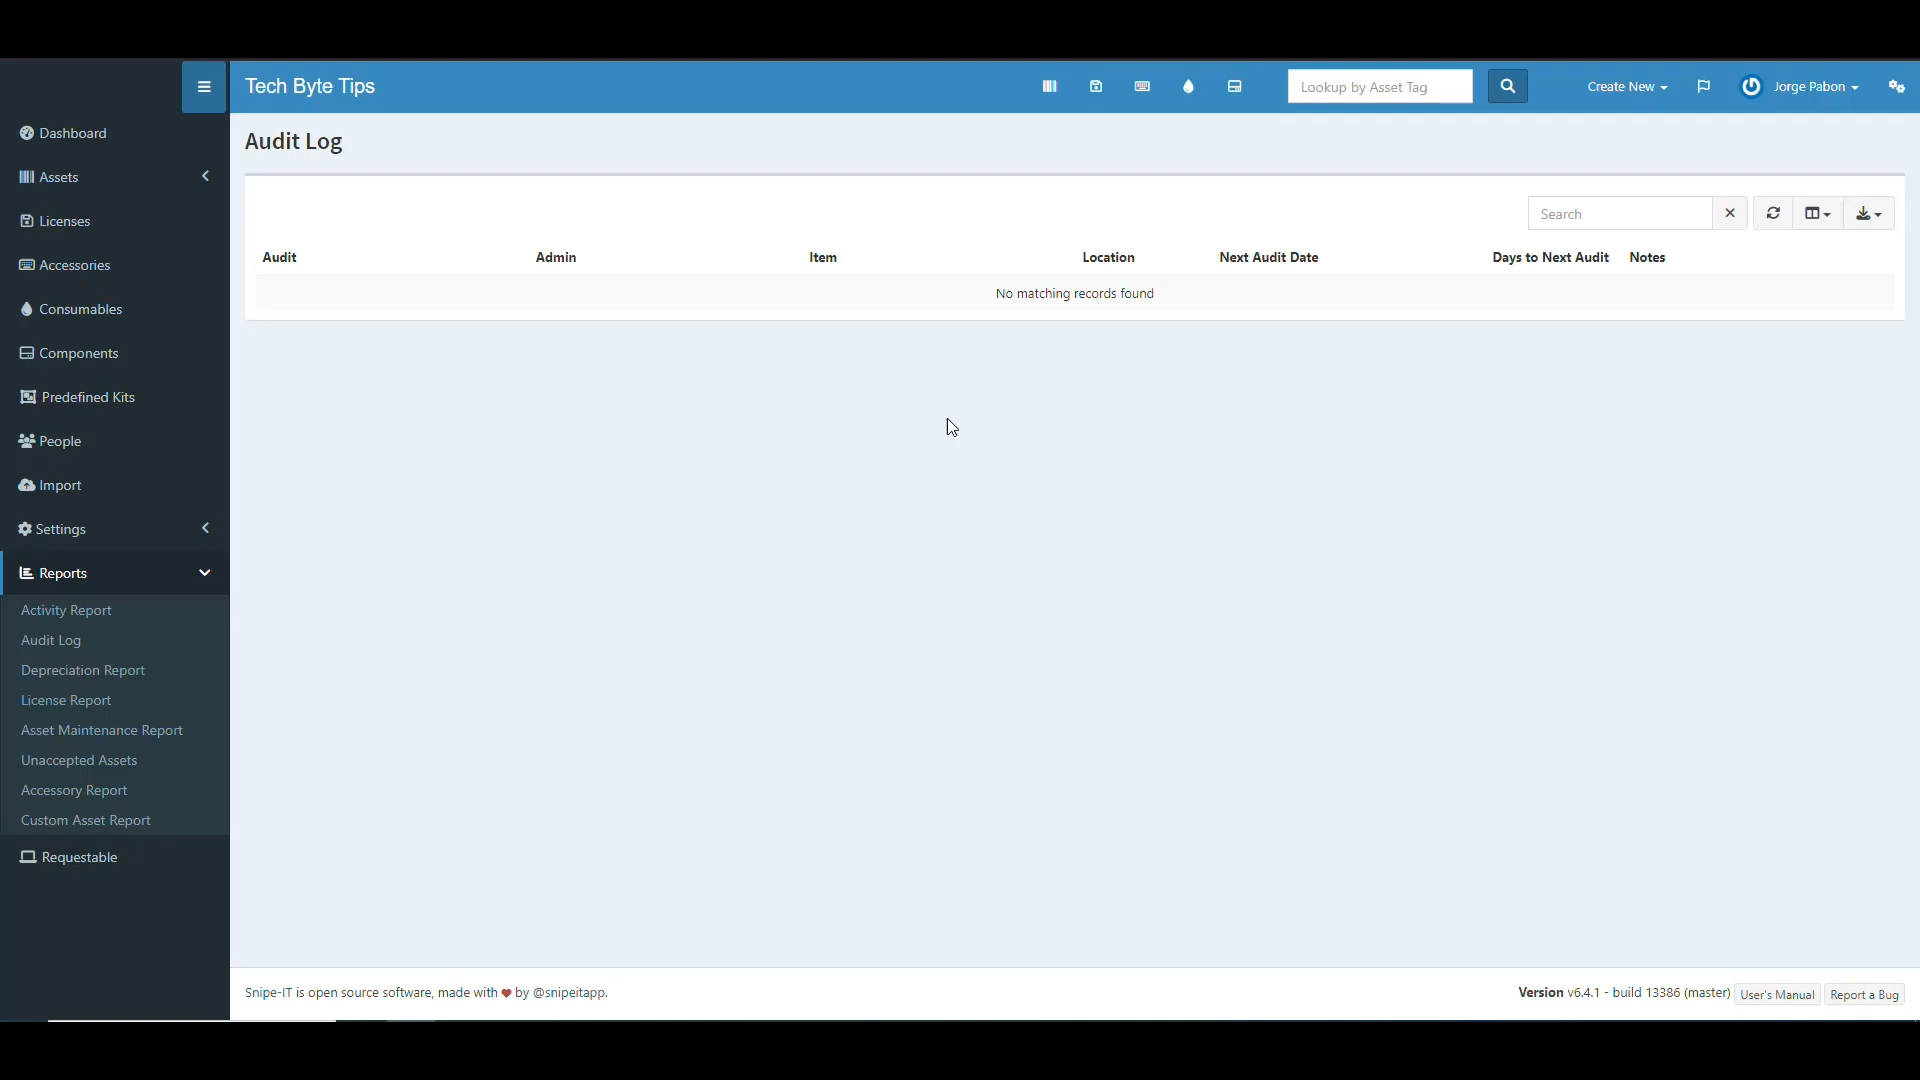 Tech Byte Tips
Lookup by Asset Tag
Create New
Jorge Pabon
Dashboard
Assets
Licenses
Accessories
Consumables
Components
Predefined Kits
People
Import
Settings
Reports
Activity Report
Audit Log
Depreciation Report
License Report
Asset Maintenance Report
Unaccepted Assets
Accessory Report
Custom Asset Report
Requestable
Audit Log
Search
Audit Admin Item Location Next Audit Date Days to Next Audit Notes
No matching records found
Snipe-IT is open source software, made with ♥ by @snipeitapp.
Version v6.4.1 - build 13386 (master) User's Manual Report a Bug